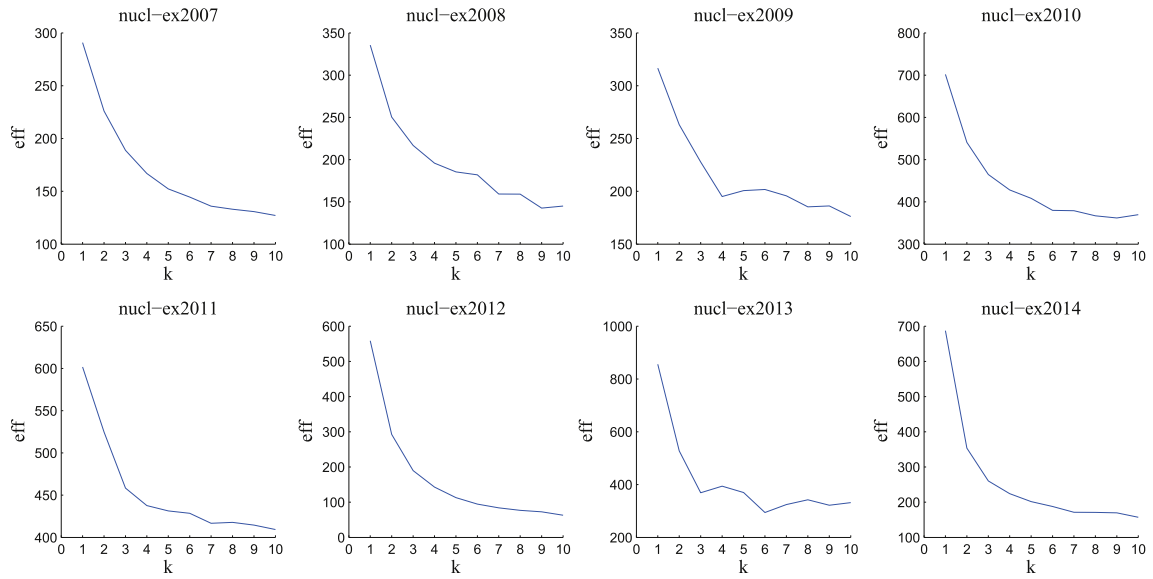 nucl−ex2007 nucl−ex2008 nucl−ex2009 nucl−ex2010
300 350 350 800
250 300 300 700
200 250 250 600
150 200 200 500
100 150 150 400
100 300
eff eff eff eff
0 1 2 3 4 5 6 7 8 9 10 0 1 2 3 4 5 6 7 8 9 10 0 1 2 3 4 5 6 7 8 9 10 0 1 2 3 4 5 6 7 8 9 10
k k k k
nucl−ex2011 nucl−ex2012 nucl−ex2013 nucl−ex2014
650 600 1000 700
600 500 800 600
550 400 600 500
500 300 400 400
450 200 200 300
400 100 200
0 100
eff eff eff eff
0 1 2 3 4 5 6 7 8 9 10 0 1 2 3 4 5 6 7 8 9 10 0 1 2 3 4 5 6 7 8 9 10 0 1 2 3 4 5 6 7 8 9 10
k k k k